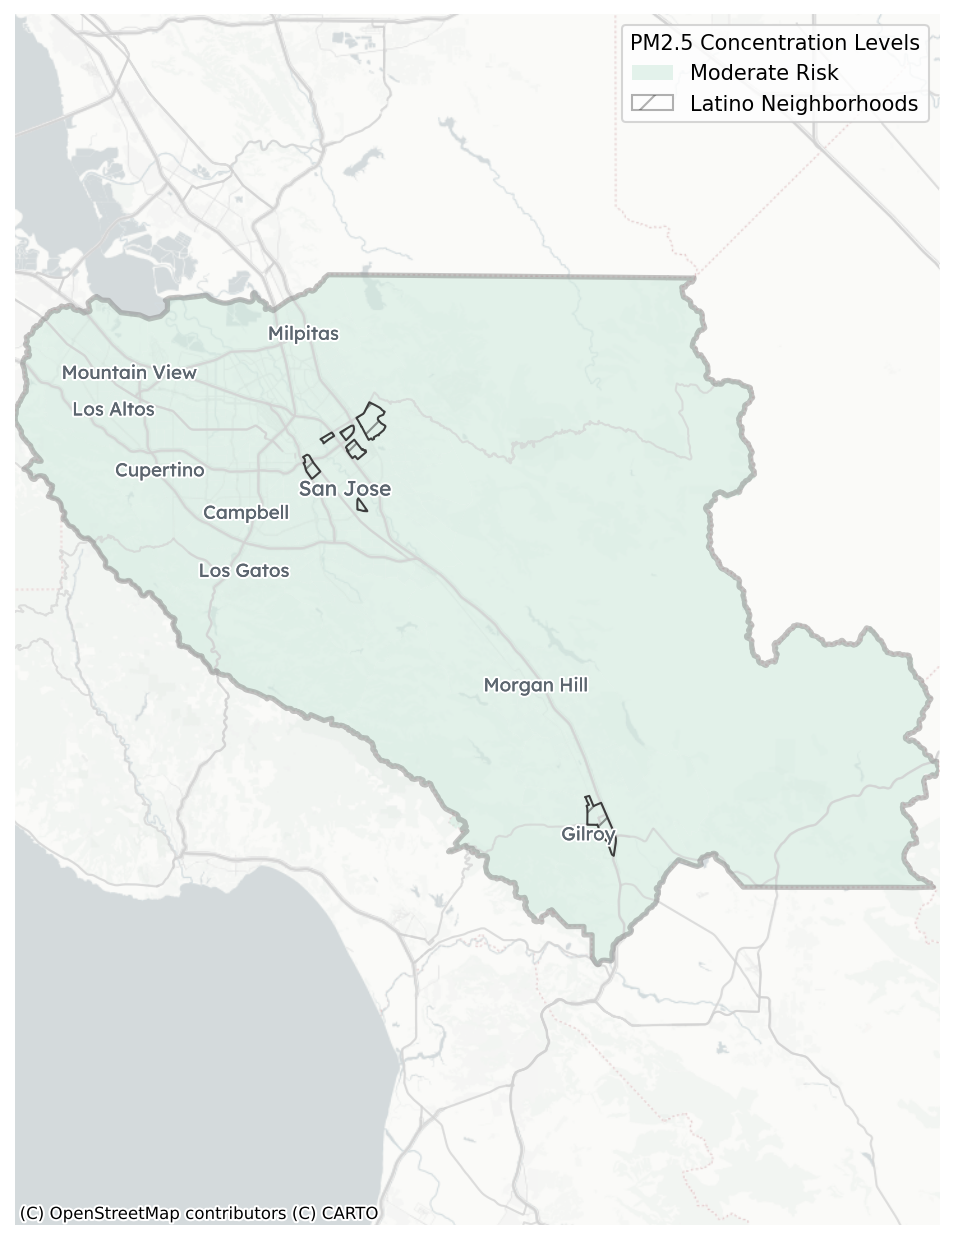 PM2.5 Concentration Levels
Moderate Risk
Latino Neighborhoods
Milpitas
Mountain View
Los Altos
Cupertino
San Jose
Campbell
Los Gatos
Morgan Hill
Gilroy
(C) OpenStreetMap contributors (C) CARTO